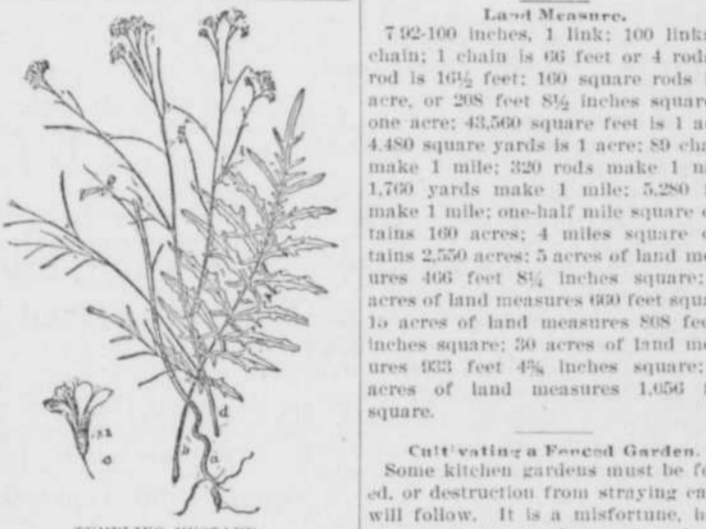 Land Measure.
7 92-100 inches, 1 link; 100 links
chain; 1 chain is 66 feet or 4 rods
rod is 16½ feet; 160 square rods
acre, or 208 feet 8½ inches square
one acre; 43,560 square feet is 1 a
4,480 square yards is 1 acre; 89 cha
make 1 mile; 320 rods make 1 m
1,760 yards make 1 mile; 5,280
make 1 mile; one-half mile square
tains 160 acres; 4 miles square
tains 2,550 acres; 5 acres of land me
ures 466 feet 8¼ inches square;
acres of land measures 660 feet squa
15 acres of land measures 808 fee
inches square; 30 acres of land me
ures 933 feet 4⅜ inches square;
acres of land measures 1,056
square.
Cultivating a Fenced Garden.
Some kitchen gardens must be fe
ed, or destruction from straying ca
will follow. It is a misfortune, h
d
b
a